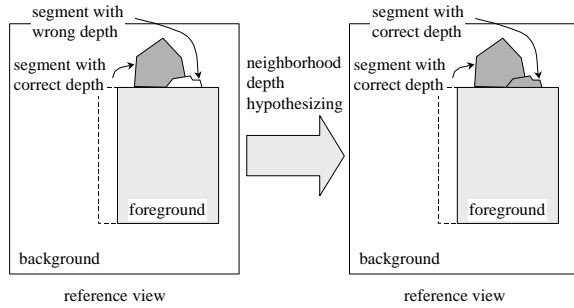 segment with
wrong depth
segment with
correct depth
foreground
background
reference view
neighborhood
depth
hypothesizing
segment with
correct depth
segment with
correct depth
foreground
background
reference view